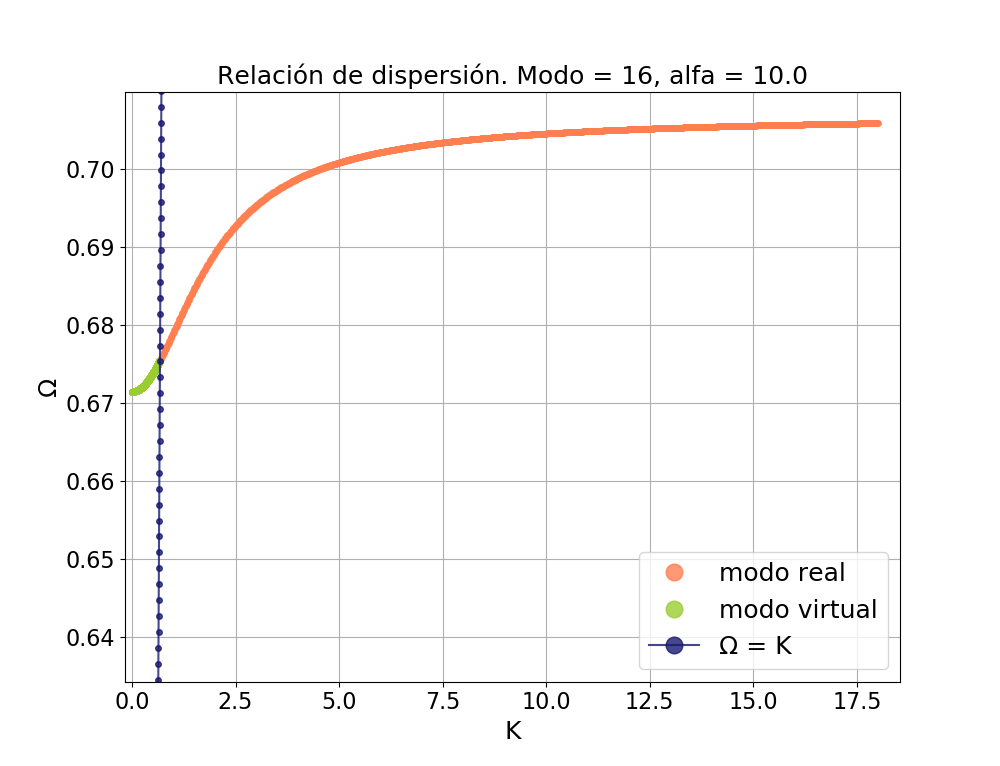 Relación de dispersión. Modo = 16, alfa = 10.0
Ω
0.70
0.69
0.68
0.67
0.66
0.65
0.64
modo real
modo virtual
Ω = K
0.0 2.5 5.0 7.5 10.0 12.5 15.0 17.5
K